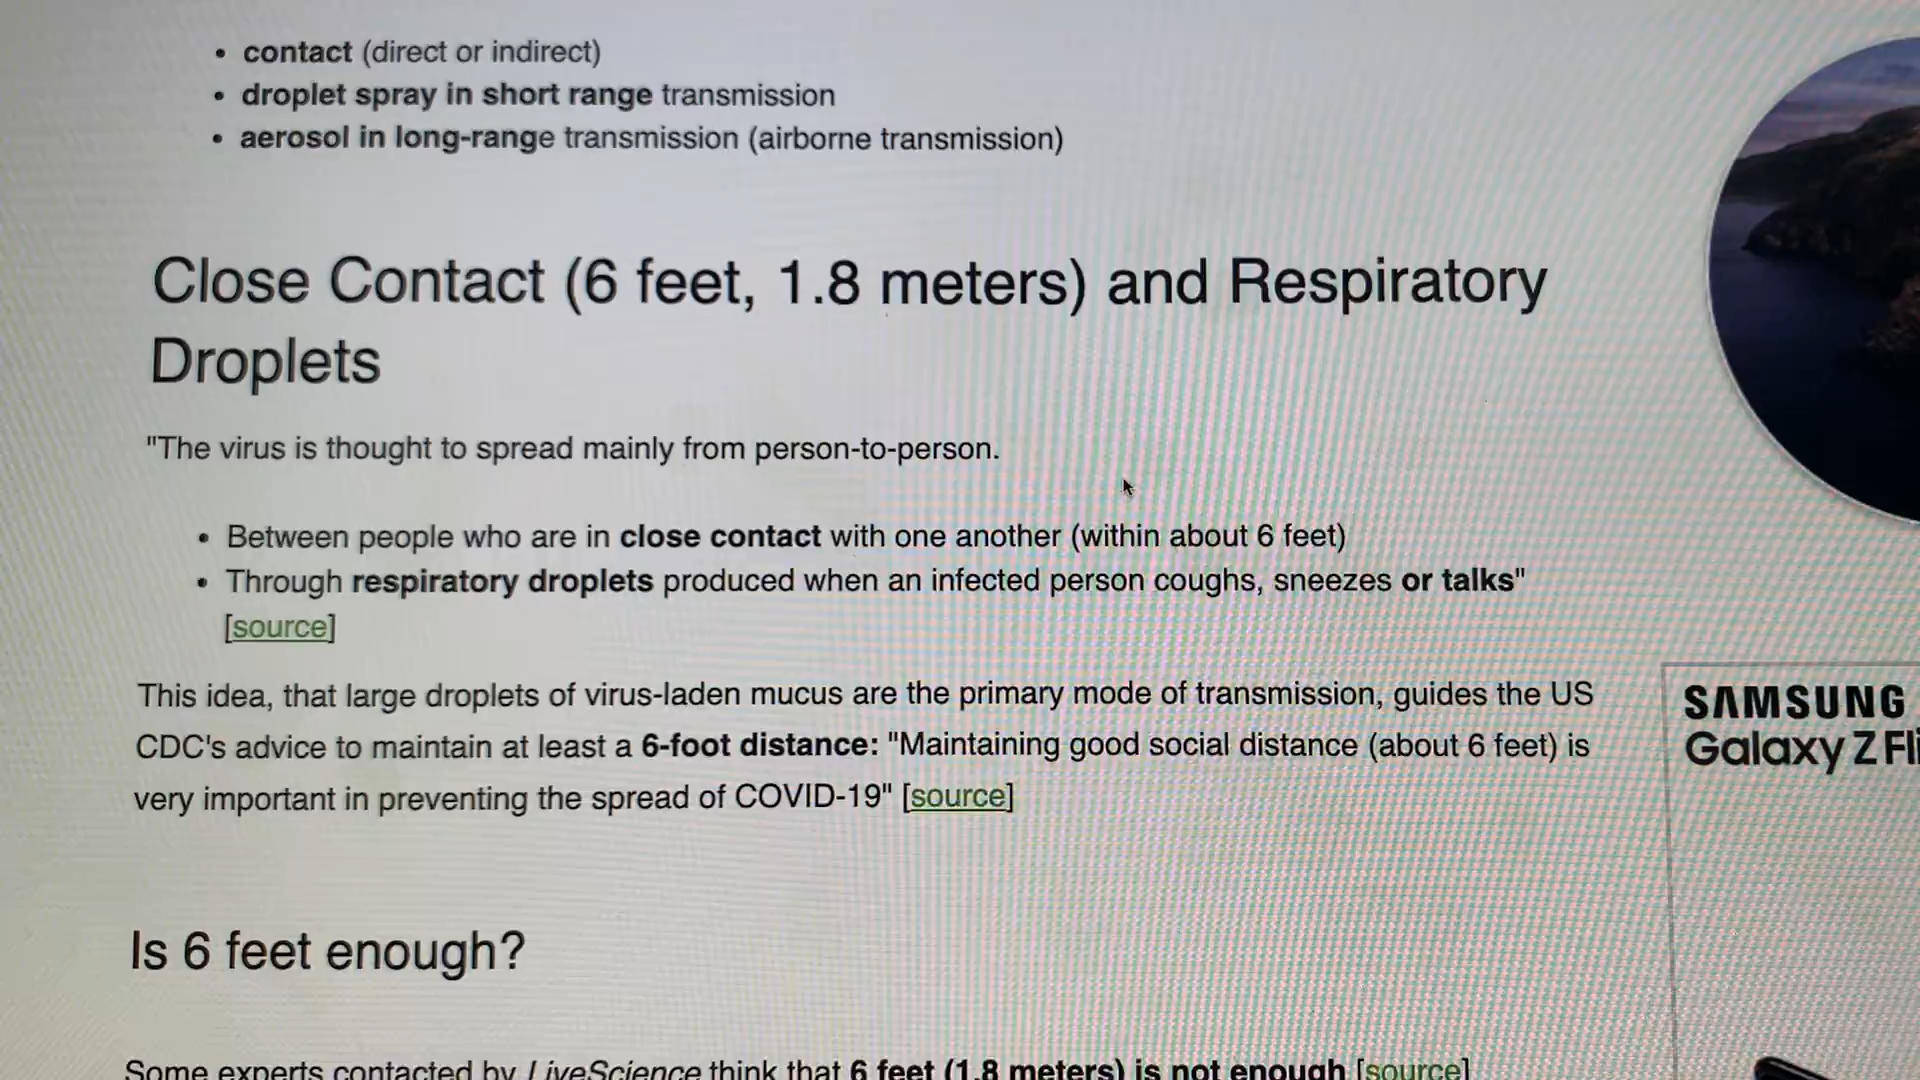 • contact (direct or indirect)
• droplet spray in short range transmission
• aerosol in long-range transmission (airborne transmission)
Close Contact (6 feet, 1.8 meters) and Respiratory
Droplets
"The virus is thought to spread mainly from person-to-person.
• Between people who are in close contact with one another (within about 6 feet)
• Through respiratory droplets produced when an infected person coughs, sneezes or talks"
[source]
This idea, that large droplets of virus-laden mucus are the primary mode of transmission, guides the US
CDC's advice to maintain at least a 6-foot distance: "Maintaining good social distance (about 6 feet) is
very important in preventing the spread of COVID-19" [source]
Is 6 feet enough?
Some experts contacted by LiveScience think that 6 feet (1.8 meters) is not enough [source]
SAMSUNG
Galaxy Z Fli